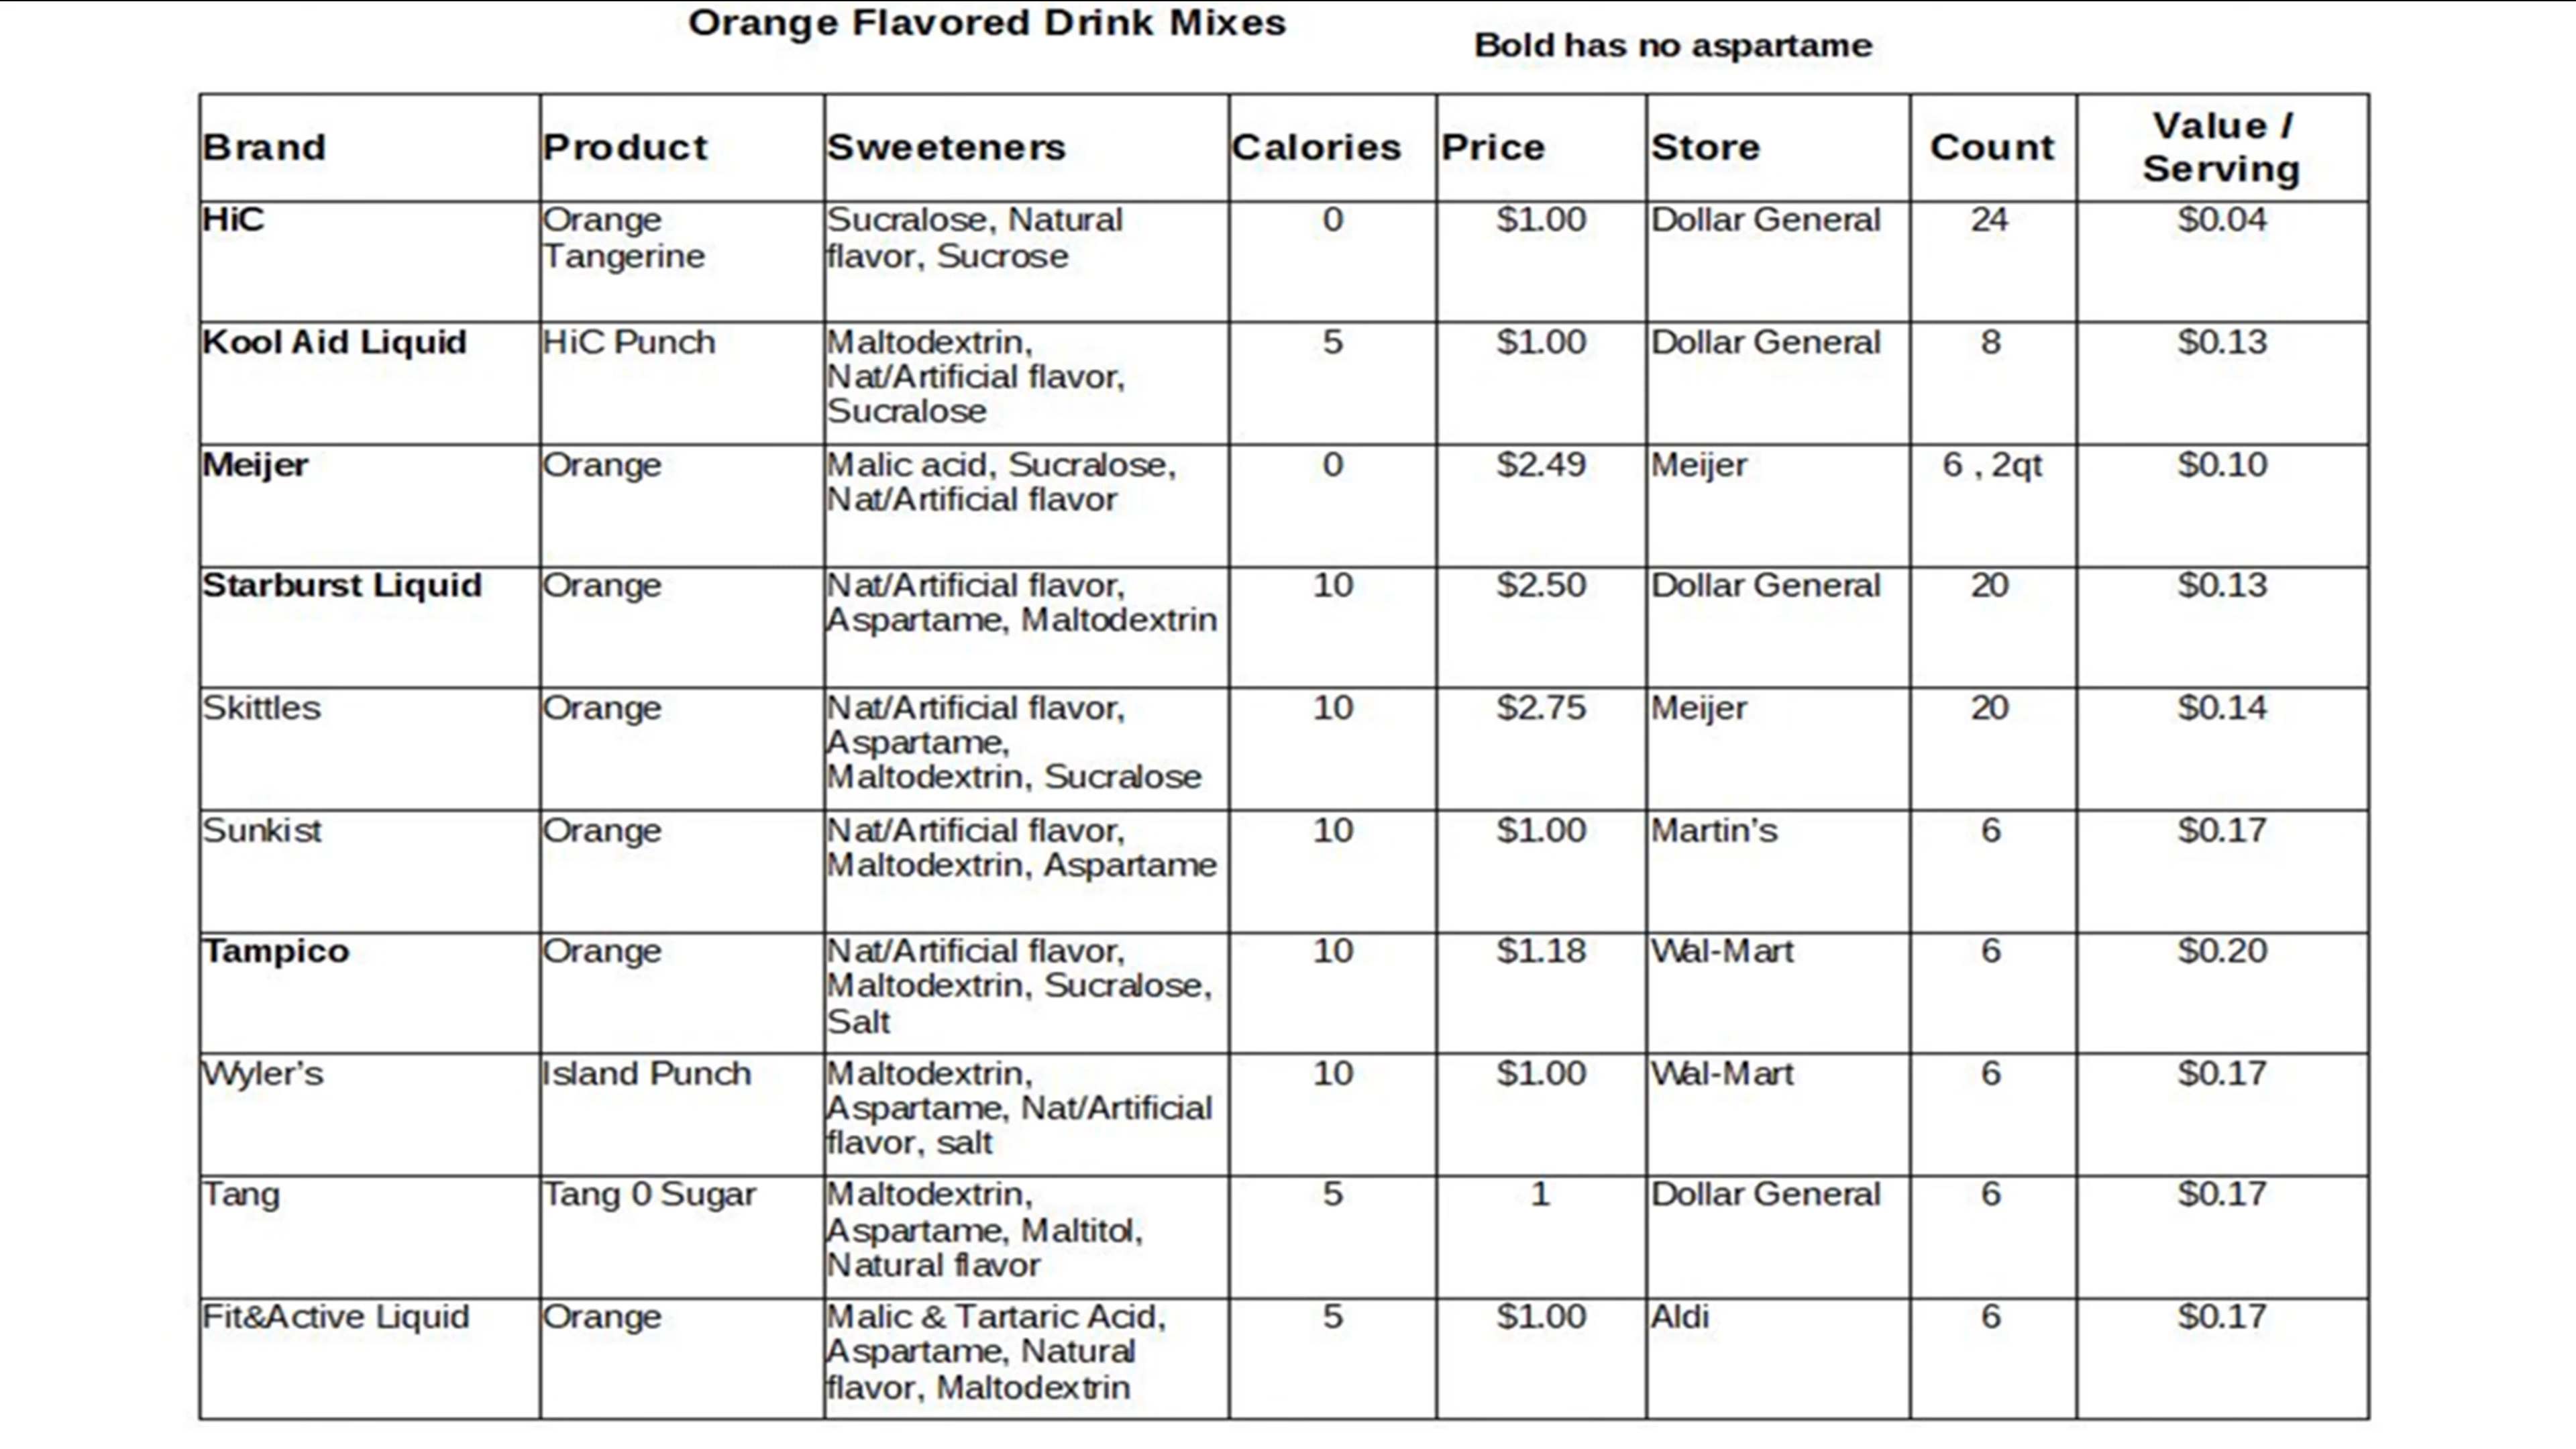 Orange Flavored Drink Mixes
Bold has no aspartame
Brand Product Sweeteners Calories Price Store Count Value /
Serving
HiC Orange Sucralose, Natural 0 $1.00 Dollar General 24 $0.04
Tangerine flavor, Sucrose
Kool Aid Liquid HiC Punch Maltodextrin, 5 $1.00 Dollar General 8 $0.13
Nat/Artificial flavor,
Sucralose
Meijer Orange Malic acid, Sucralose, 0 $2.49 Meijer 6 , 2qt $0.10
Nat/Artificial flavor
Starburst Liquid Orange Nat/Artificial flavor, 10 $2.50 Dollar General 20 $0.13
Aspartame, Maltodextrin
Skittles Orange Nat/Artificial flavor, 10 $2.75 Meijer 20 $0.14
Aspartame,
Maltodextrin, Sucralose
Sunkist Orange Nat/Artificial flavor, 10 $1.00 Martin’s 6 $0.17
Maltodextrin, Aspartame
Tampico Orange Nat/Artificial flavor, 10 $1.18 Wal-Mart 6 $0.20
Maltodextrin, Sucralose,
Salt
Wyler’s Island Punch Maltodextrin, 10 $1.00 Wal-Mart 6 $0.17
Aspartame, Nat/Artificial
flavor, salt
Tang Tang 0 Sugar Maltodextrin, 5 1 Dollar General 6 $0.17
Aspartame, Maltitol,
Natural flavor
Fit&Active Liquid Orange Malic & Tartaric Acid, 5 $1.00 Aldi 6 $0.17
Aspartame, Natural
flavor, Maltodextrin